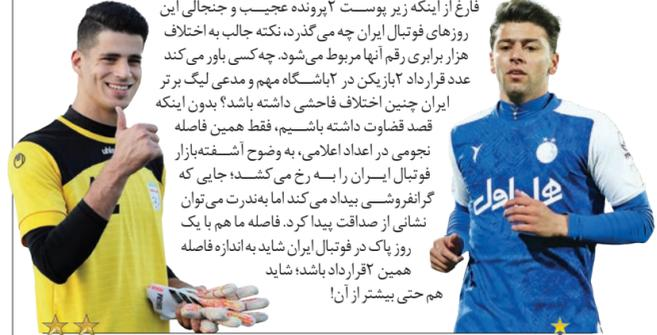 فارغ از اینکه زیر پوست ۲پرونده عجیب و جنجالی این
روزهای فوتبال ایران چه می‌گذرد، نکته جالب به اختلاف
هزار برابری رقم آنها مربوط می‌شود. چه‌کسی باور می‌کند
عدد قرارداد ۲بازیکن در ۲باشگاه مهم و مدعی لیگ برتر
ایران چنین اختلاف فاحشی داشته باشد؟ بدون اینکه
قصد قضاوت داشته باشیم، فقط همین فاصله
نجومی در اعداد اعلامی، به وضوح آشفته‌بازار
فوتبال ایران را به رخ می‌کشد؛ جایی که
گرانفروشی بیداد می‌کند اما به‌ندرت می‌توان
نشانی از صداقت پیدا کرد. فاصله ما هم با یک
روز پاک در فوتبال ایران شاید به اندازه فاصله
همین ۲قرارداد باشد؛ شاید
هم حتی بیشتر از آن!
uhlsport
همراه اول